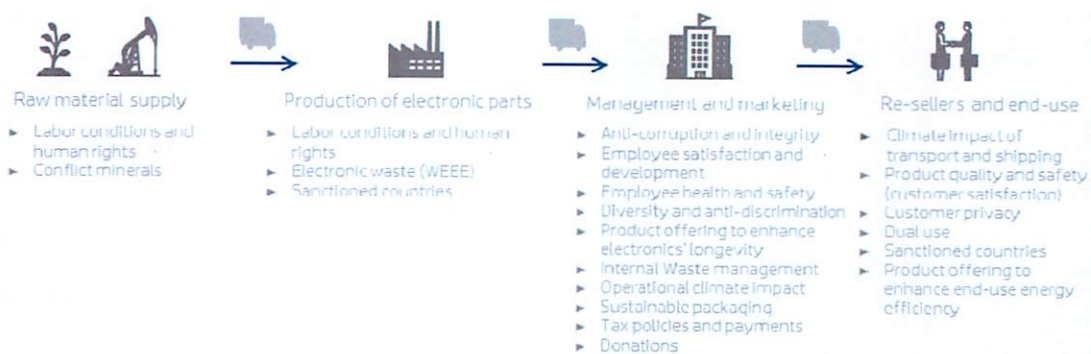 Raw material supply
► Labor conditions and
human rights
► Conflict minerals
Production of electronic parts
► Labor conditions and human
rights
► Electronic waste (WEEE)
► Sanctioned countries
Management and marketing
► Anti-corruption and integrity
► Employee satisfaction and
development
► Employee health and safety
► Diversity and anti-discrimination
► Product offering to enhance
electronics' longevity
► Internal Waste management
► Operational climate impact
► Sustainable packaging
► Tax policies and payments
► Donations
Re-sellers and end-use
► Climate impact of
transport and shipping
► Product quality and safety
(customer satisfaction)
► Customer privacy
► Dual use
► Sanctioned countries
► Product offering to
enhance end-use energy
efficiency